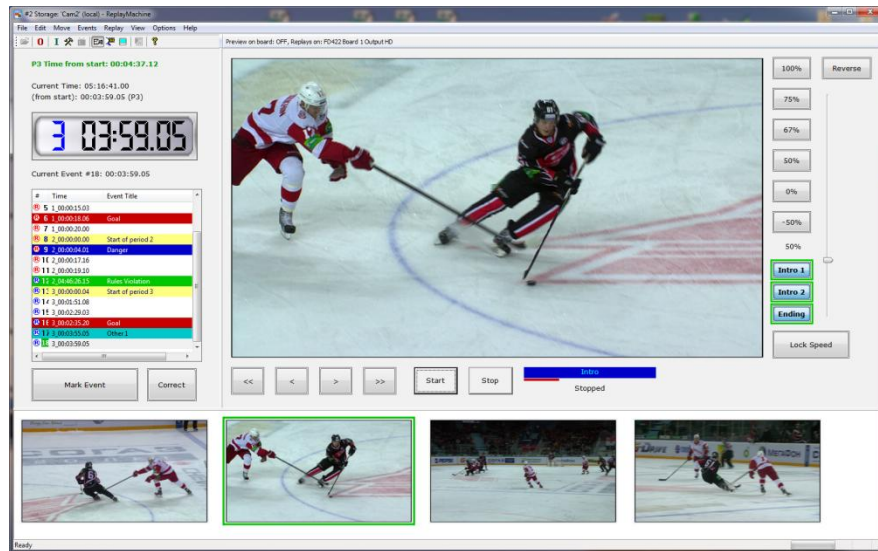 #2 Storage: 'Cam2' (local) - ReplayMachine
File Edit Move Events Replay View Options Help
Preview on board: OFF, Replays on: FD422 Board 1 Output HD
P3 Time from start: 00:04:37.12
Current Time: 05:16:41.00
(from start): 00:03:59.05 (P3)
3 03:59.05
Current Event #18: 00:03:59.05
# Time Event Title
5 1_00:00:15.03
6 1_00:00:18.06 Goal
7 1_00:00:20.00
8 2_00:00:00.00 Start of period 2
9 2_00:00:04.01 Danger
2_00:00:17.16
11 2_00:00:19.10
2_04:46:26.15 Rules Violation
3_00:00:00.04 Start of period 3
3_00:01:51.08
3_00:02:29.03
3_00:02:35.20 Goal
3_00:03:55.05 Other1
3_00:03:59.05
Mark Event Correct
100% Reverse
75%
67%
50%
0%
-50%
50%
Intro 1
Intro 2
Ending
Lock Speed
<< < > >> Start Stop
Intro
Stopped
МЕГАФОН
Ready